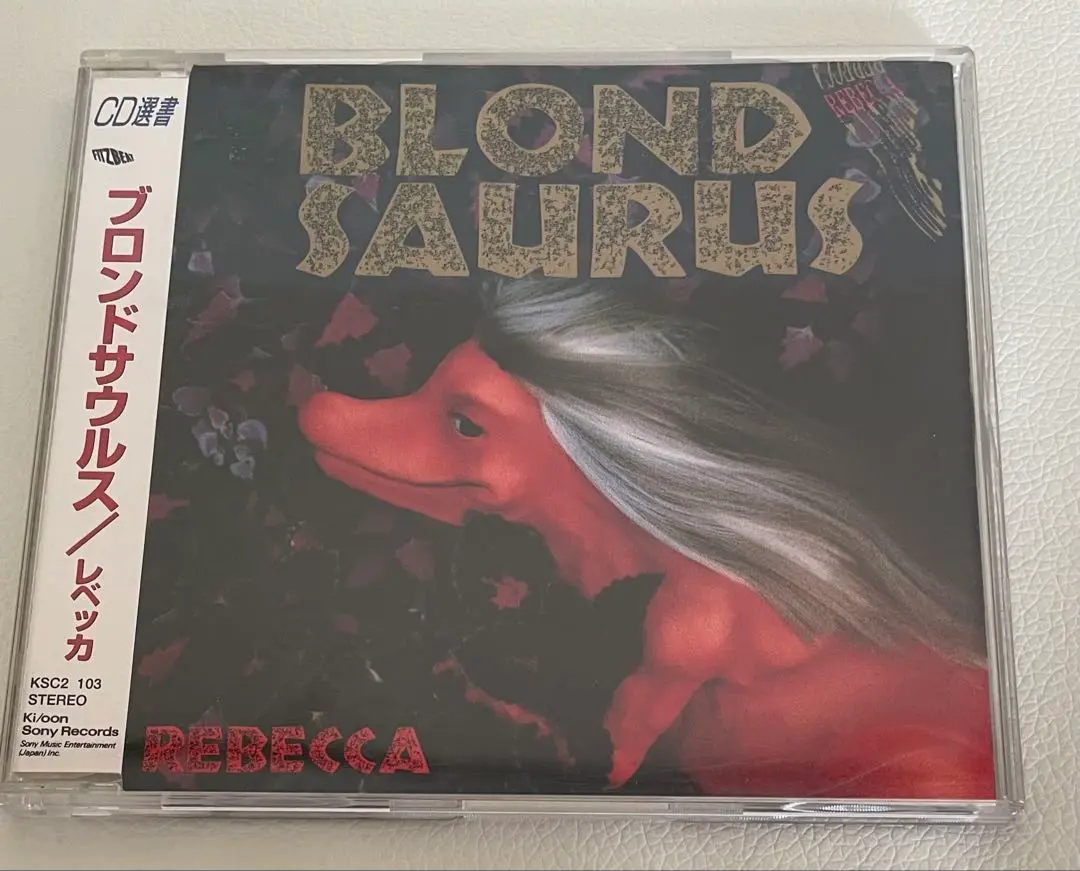 CD選書
FITZBEAT
ブロンドサウルス／レベッカ
KSC2 103
STEREO
Ki/oon
Sony Records
Sony Music Entertainment
(Japan) Inc.
BLOND
SAURUS
REBECCA
REBECCA